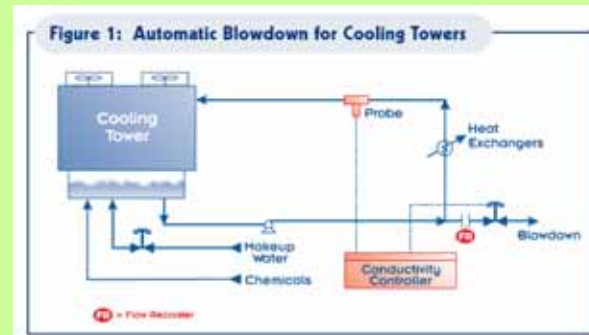 Figure 1: Automatic Blowdown for Cooling Towers
Cooling
Tower
Probe
Heat
Exchangers
FR
Blowdown
Makeup
Water
Chemicals
Conductivity
Controller
FR = Flow Recorder